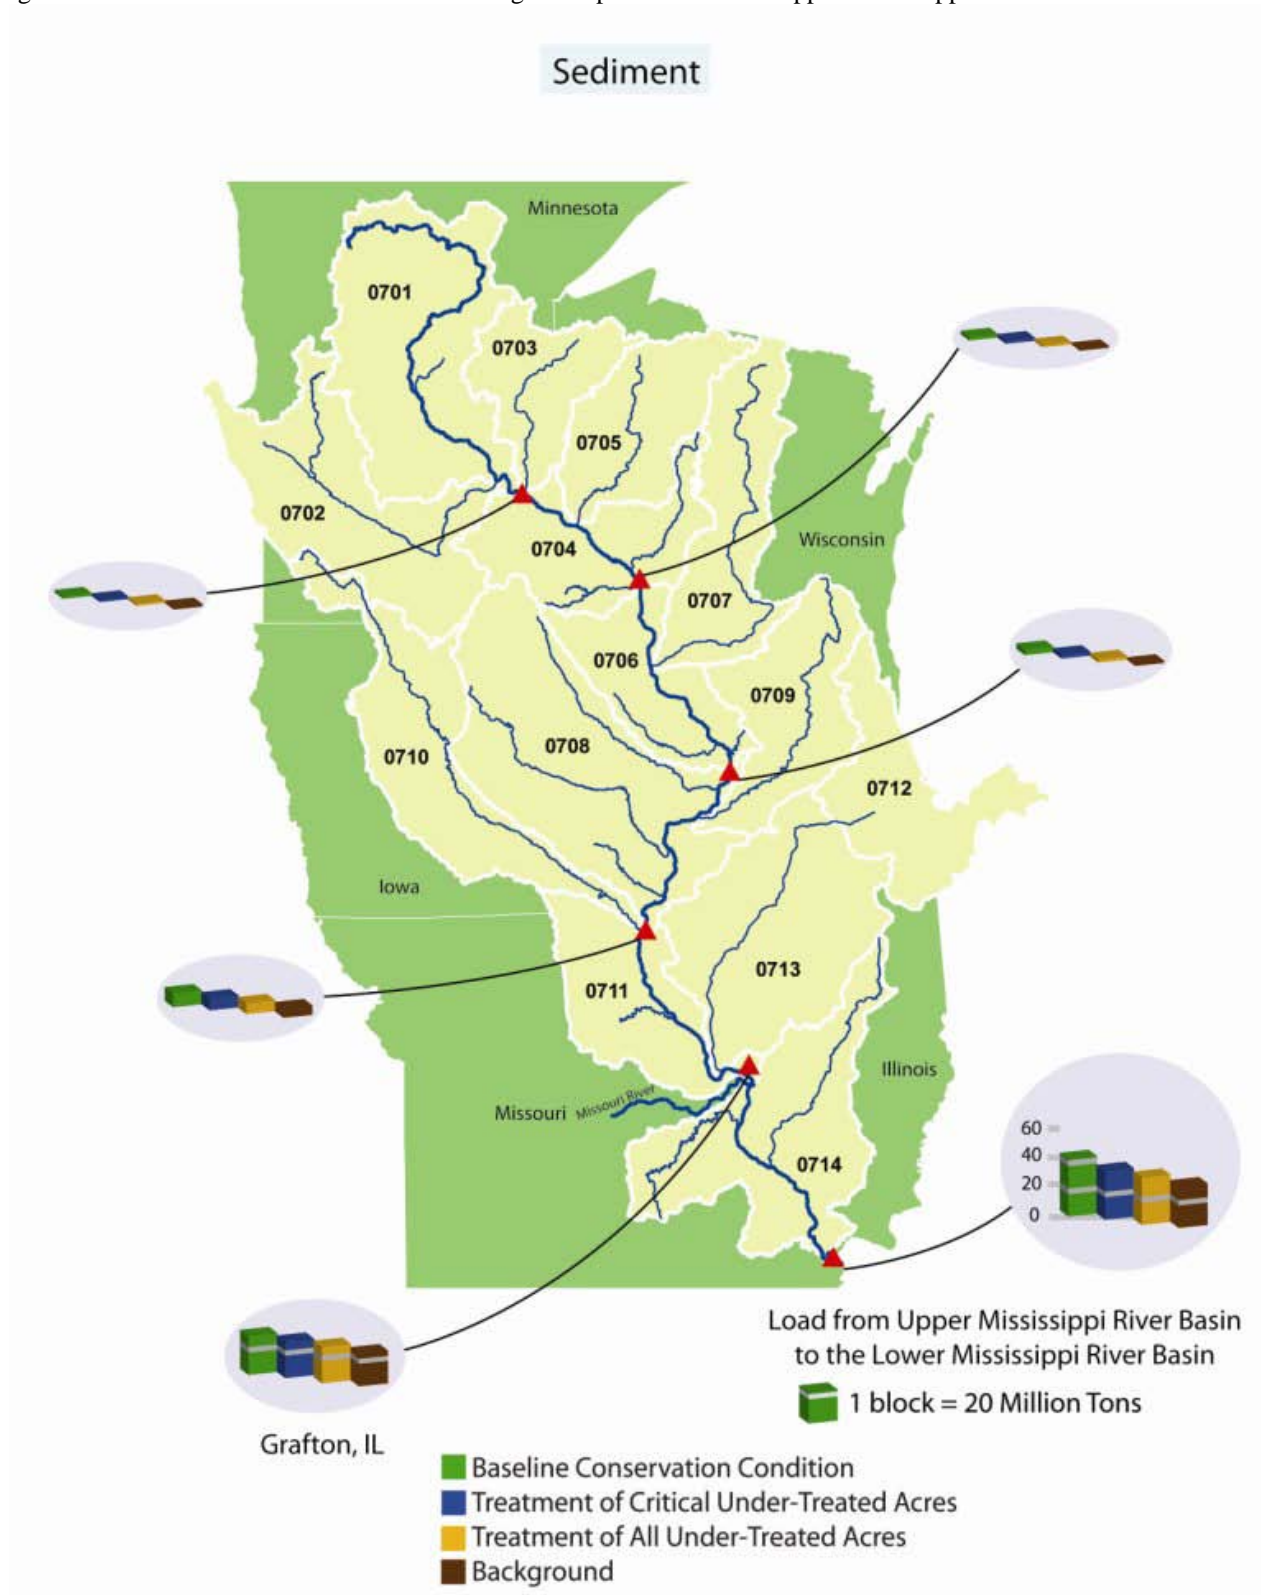 Sediment
Minnesota
0701
0703
0705
0702
Wisconsin
0704
0707
0706
0709
0708
0710
0712
Iowa
0713
0711
Illinois
Missouri
Missouri River
60
40
20
0
0714
Load from Upper Mississippi River Basin
to the Lower Mississippi River Basin
1 block = 20 Million Tons
Grafton, IL
Baseline Conservation Condition
Treatment of Critical Under-Treated Acres
Treatment of All Under-Treated Acres
Background